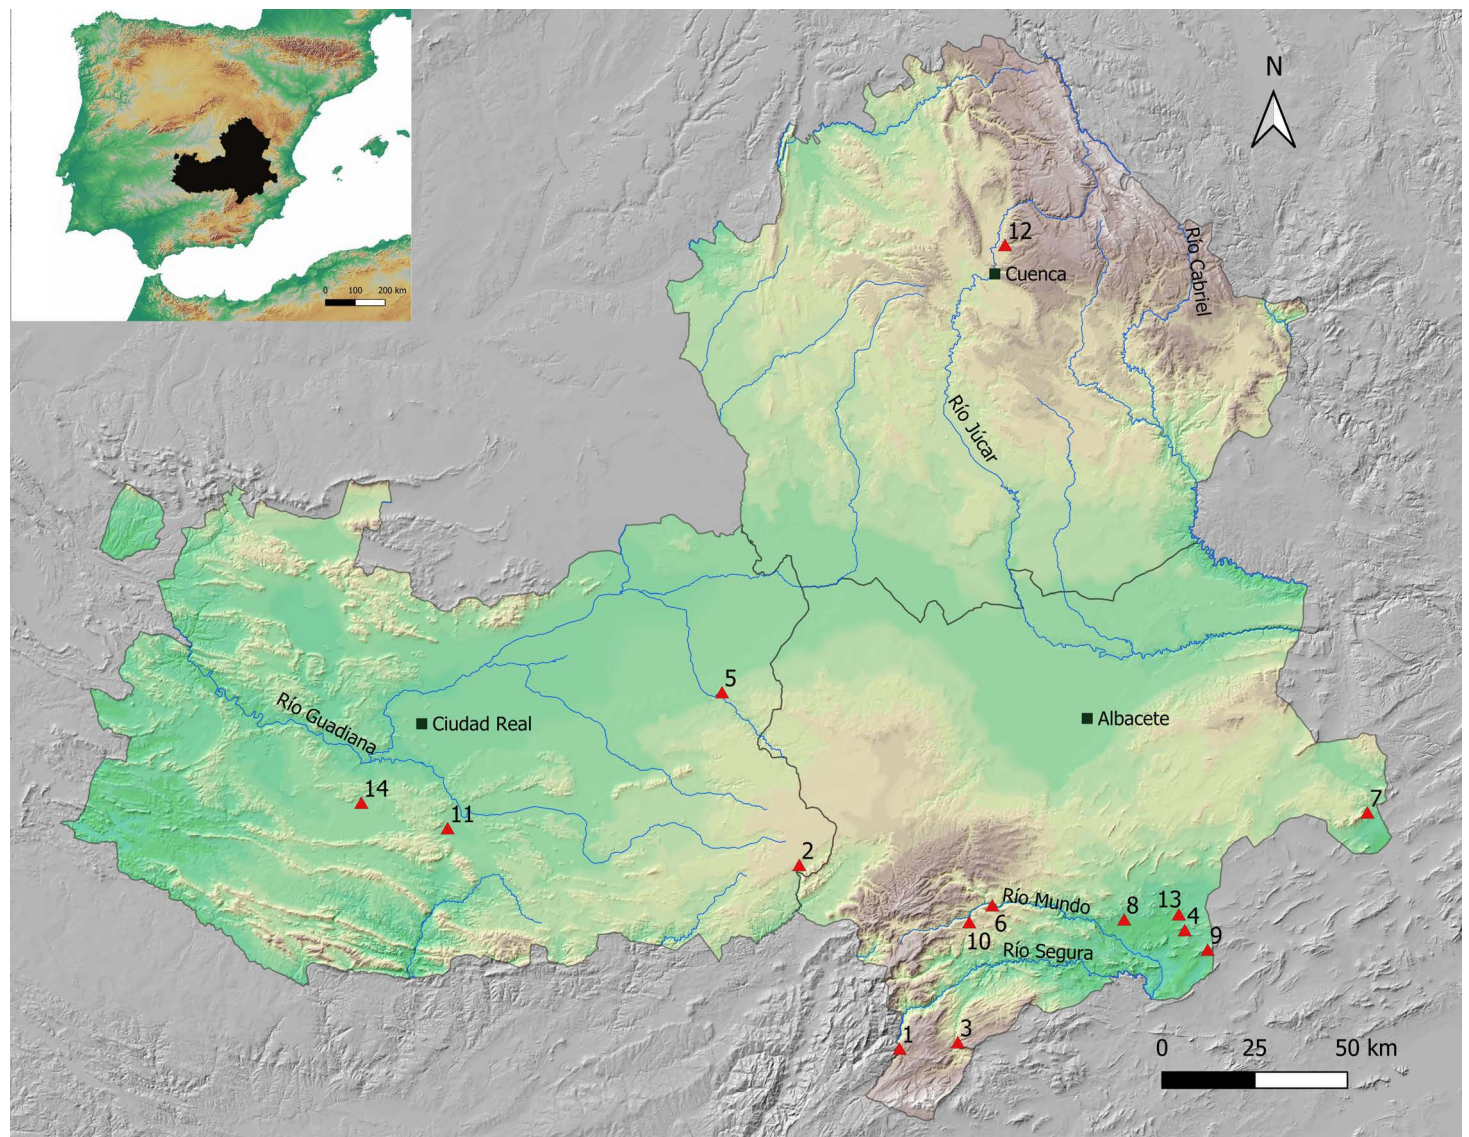 N
0 100 200 km
12
Cuenca
Río Cabriel
Río Júcar
5
Río Guadiana
Ciudad Real
Albacete
14
11
7
2
Río Mundo
8
13
4
6
10
9
Río Segura
1
3
0 25 50 km